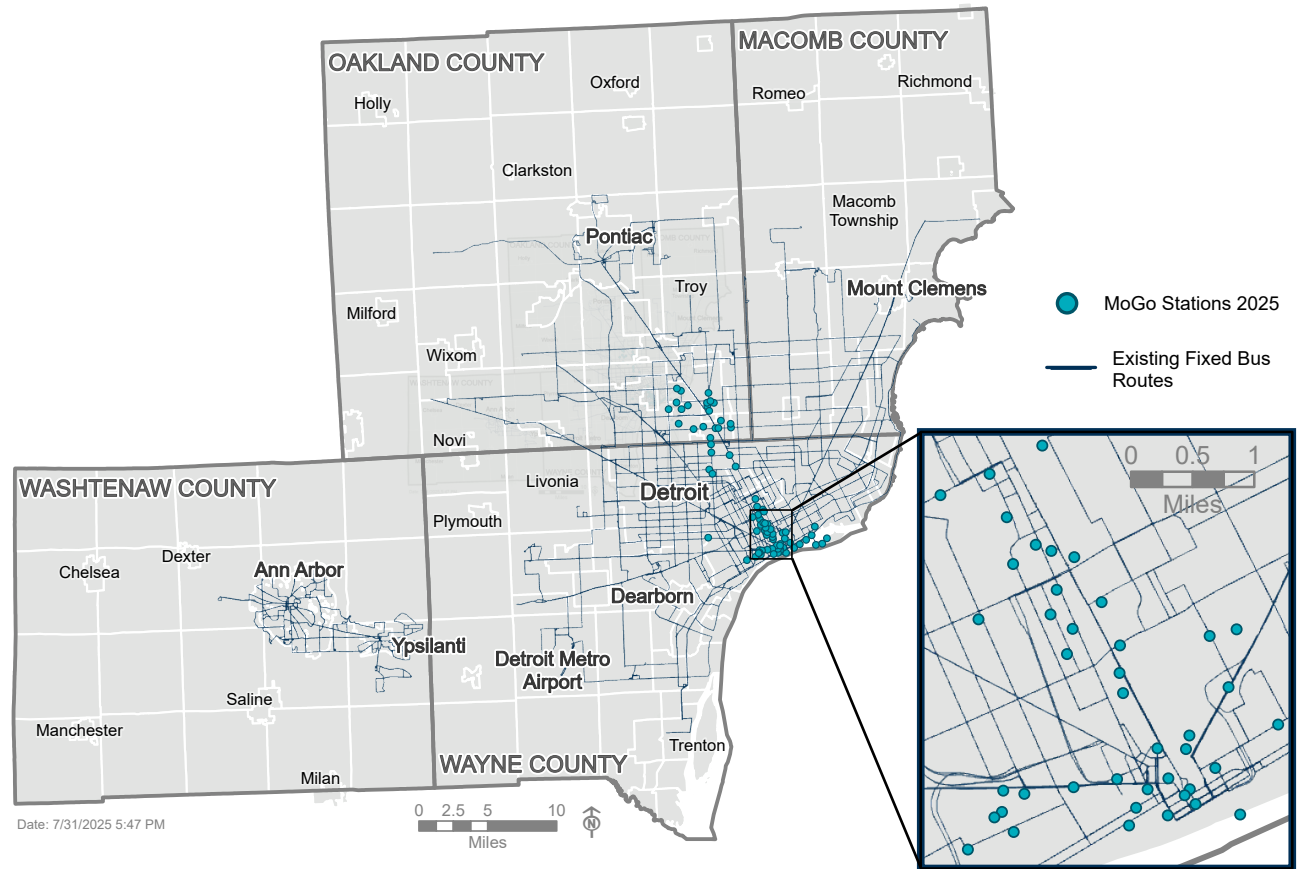 OAKLAND COUNTY
MACOMB COUNTY
Oxford
Richmond
Romeo
Holly
Clarkston
Macomb
Township
Pontiac
Troy
Mount Clemens
Milford
MoGo Stations 2025
Wixom
Existing Fixed Bus
Routes
Novi
0 0.5 1
Miles
WASHTENAW COUNTY
Livonia
Detroit
Plymouth
Dexter
Chelsea
Ann Arbor
Dearborn
Ypsilanti
Detroit Metro
Airport
Saline
Manchester
Trenton
WAYNE COUNTY
Milan
0 2.5 5 10
Miles
N
Date: 7/31/2025 5:47 PM